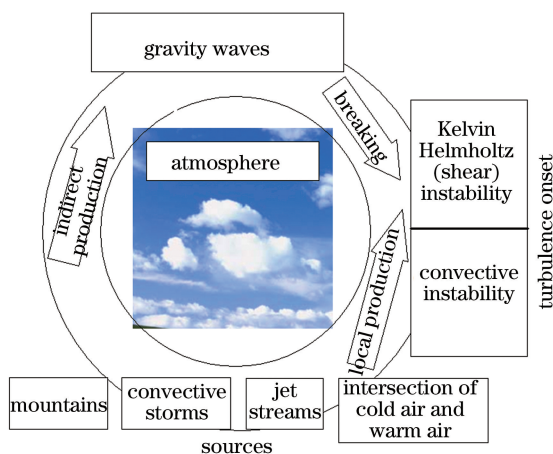 gravity waves
breaking
Kelvin
Helmholtz
(shear)
instability
turbulence onset
atmosphere
indirect
production
convective
instability
local production
mountains
convective
storms
jet
streams
intersection of
cold air and
warm air
sources